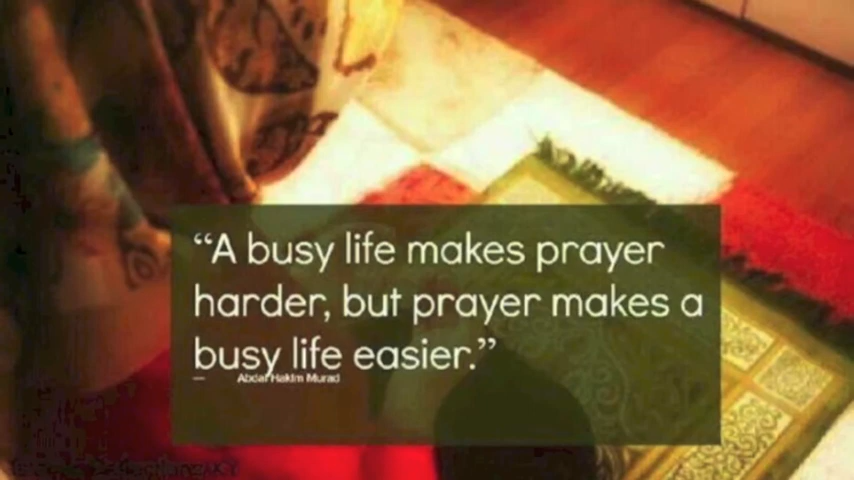 “A busy life makes prayer
harder, but prayer makes a
busy life easier.”
— Abdal Hakim Murad